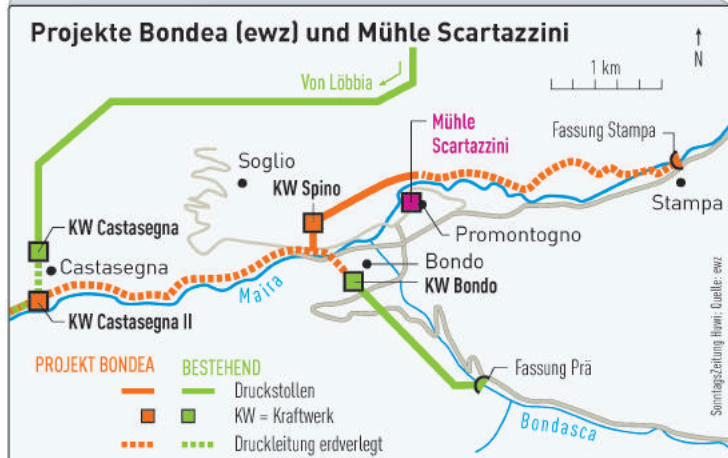 Projekte Bondea (ewz) und Mühle Scartazzini
N
Von Löbbia
1 km
Mühle
Scartazzini
Fassung Stampa
Soglio
KW Spino
Stampa
KW Castasegna
Promontogno
Castasegna
Bondo
Maira
KW Bondo
KW Castasegna II
PROJEKT BONDEA
BESTEHEND
Fassung Prä
Druckstollen
KW = Kraftwerk
Bondasca
Druckleitung erdverlegt
SonntagsZeitung Huwi; Quelle: ewz